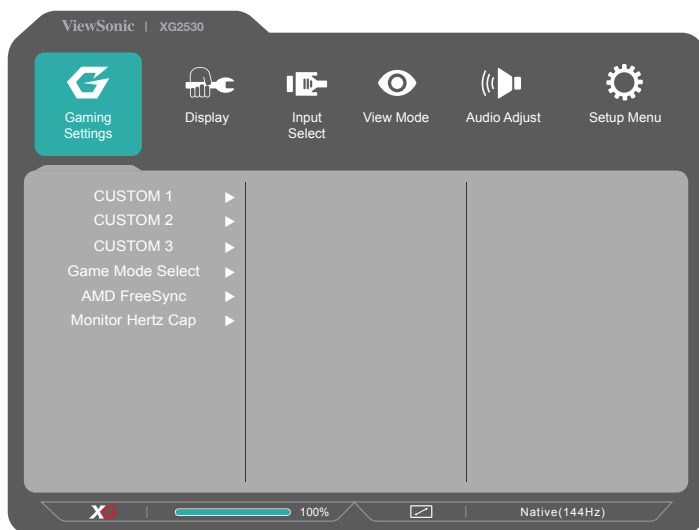 ViewSonic | XG2530
Gaming
Settings
Display
Input
Select
View Mode
Audio Adjust
Setup Menu
CUSTOM 1
CUSTOM 2
CUSTOM 3
Game Mode Select
AMD FreeSync
Monitor Hertz Cap
XG | 100% | Native(144Hz)